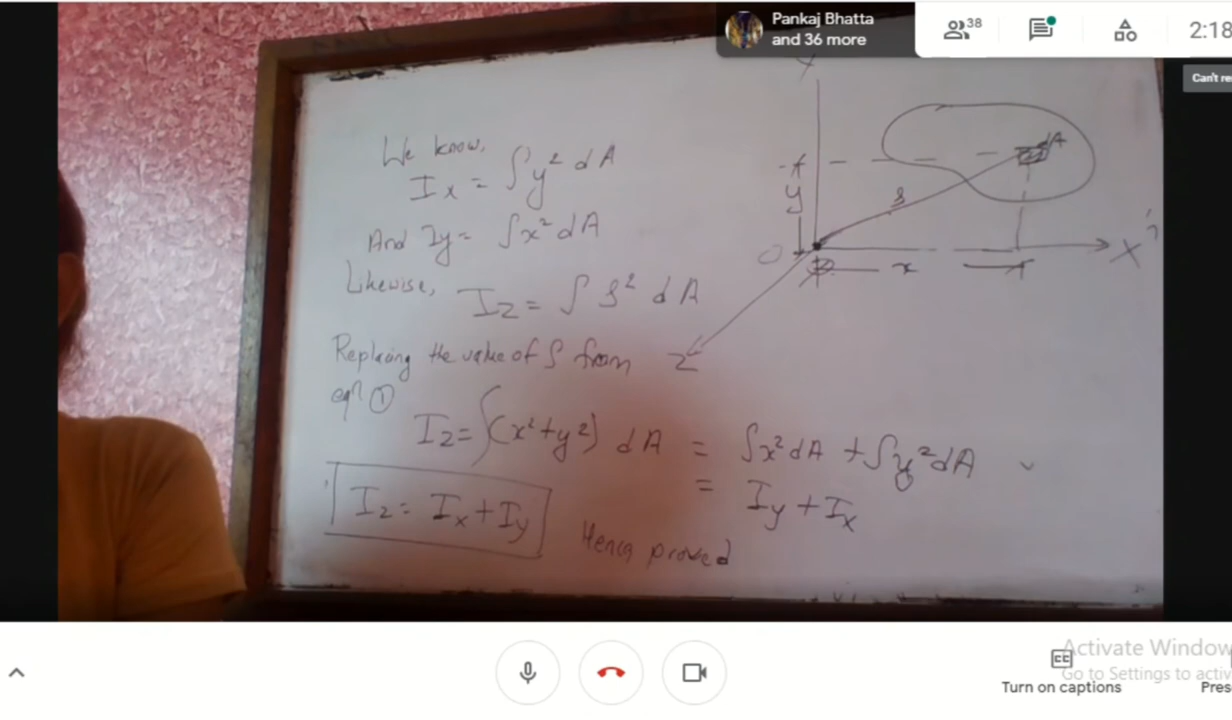 Pankaj Bhatta
and 36 more
38
2:18
Can't re
We know,
Ix = ∫y² dA
And Iy = ∫x² dA
Likewise, Iz = ∫ρ² dA
Replacing the value of ρ from
eqn ①
Iz = ∫(x²+y²) dA = ∫x²dA + ∫y²dA
= Iy + Ix
Iz = Ix + Iy
Hence proved
Y
dA
y
ρ
O
x
X
Z
Activate Window
Go to Settings to activ
Turn on captions
Pres